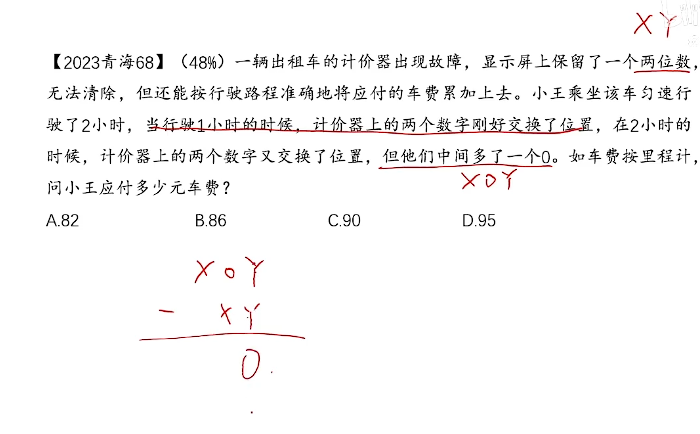 XY
【2023青海68】（48%）一辆出租车的计价器出现故障，显示屏上保留了一个两位数，
无法清除，但还能按行驶路程准确地将应付的车费累加上去。小王乘坐该车匀速行
驶了2小时，当行驶1小时的时候，计价器上的两个数字刚好交换了位置，在2小时的
时候，计价器上的两个数字又交换了位置，但他们中间多了一个0。如车费按里程计，
X0Y
问小王应付多少元车费？
A.82 B.86 C.90 D.95
X0Y
- XY
0